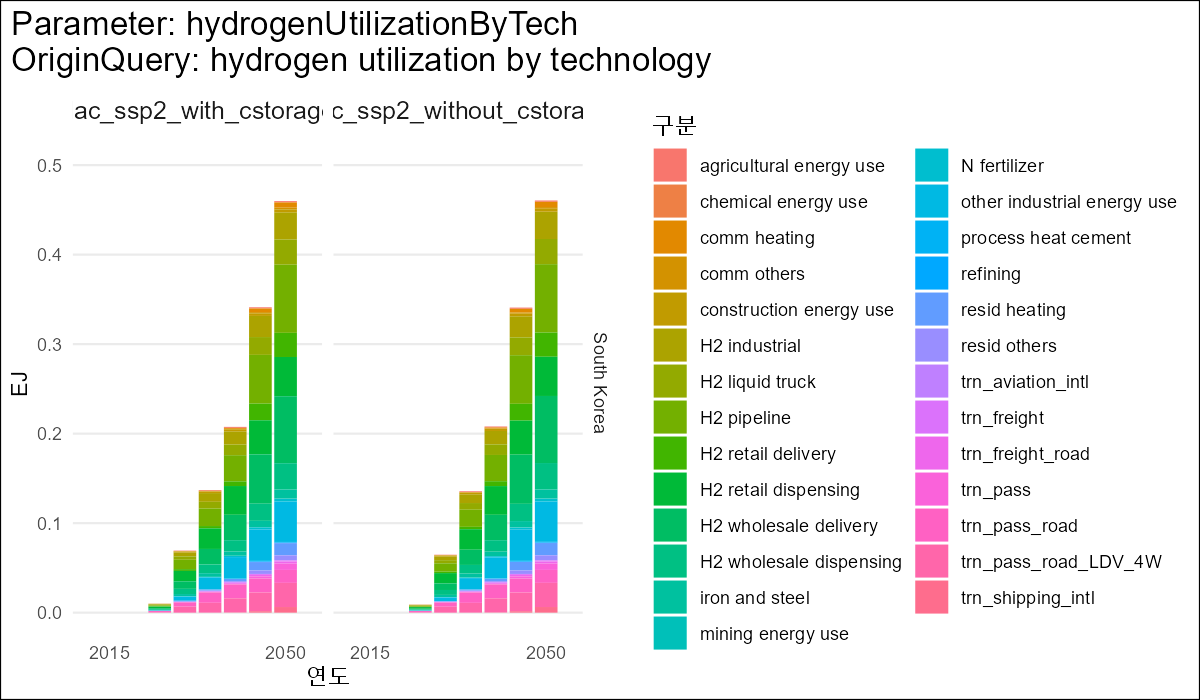 Parameter: hydrogenUtilizationByTech
OriginQuery: hydrogen utilization by technology
ac_ssp2_with_cstorag
c_ssp2_without_cstora
0.5
0.4
0.3
0.2
0.1
0.0
EJ
2015
2050
2015
2050
연도
South Korea
구분
agricultural energy use
chemical energy use
comm heating
comm others
construction energy use
H2 industrial
H2 liquid truck
H2 pipeline
H2 retail delivery
H2 retail dispensing
H2 wholesale delivery
H2 wholesale dispensing
iron and steel
mining energy use
N fertilizer
other industrial energy use
process heat cement
refining
resid heating
resid others
trn_aviation_intl
trn_freight
trn_freight_road
trn_pass
trn_pass_road
trn_pass_road_LDV_4W
trn_shipping_intl